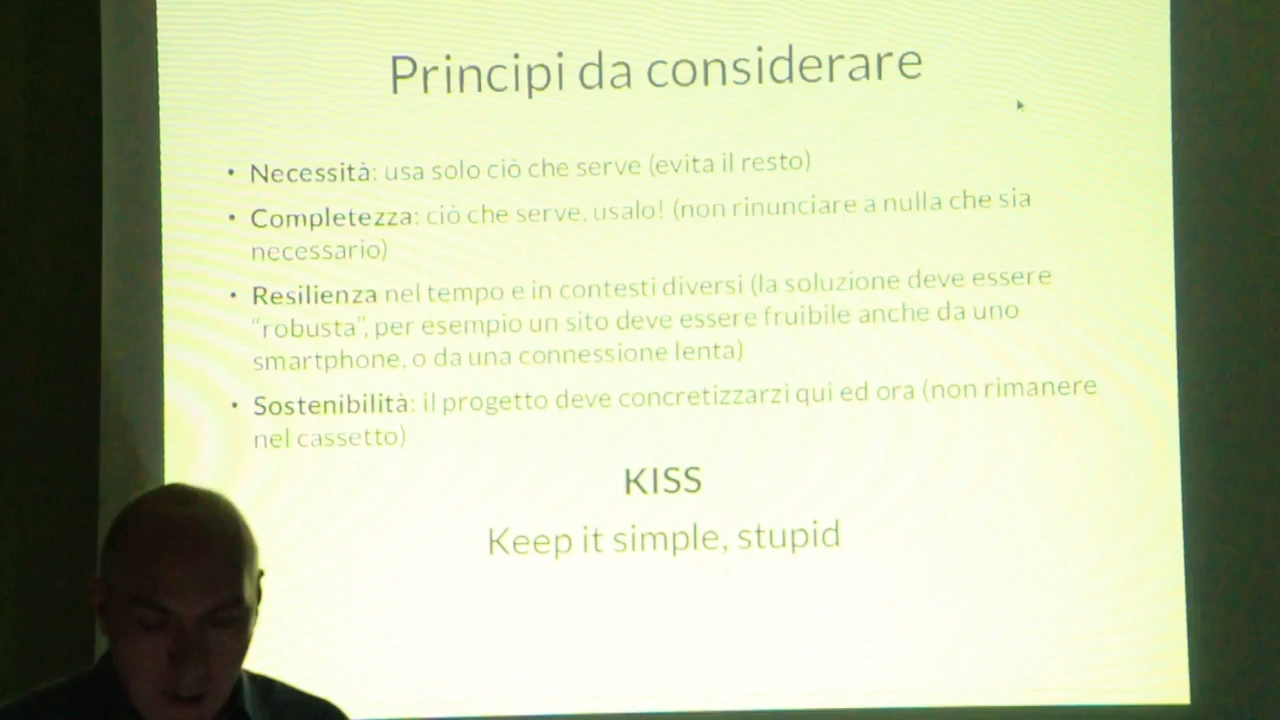 Principi da considerare
• Necessità: usa solo ciò che serve (evita il resto)
• Completezza: ciò che serve, usalo! (non rinunciare a nulla che sia
necessario)
• Resilienza nel tempo e in contesti diversi (la soluzione deve essere
“robusta”, per esempio un sito deve essere fruibile anche da uno
smartphone, o da una connessione lenta)
• Sostenibilità: il progetto deve concretizzarzi qui ed ora (non rimanere
nel cassetto)
KISS
Keep it simple, stupid